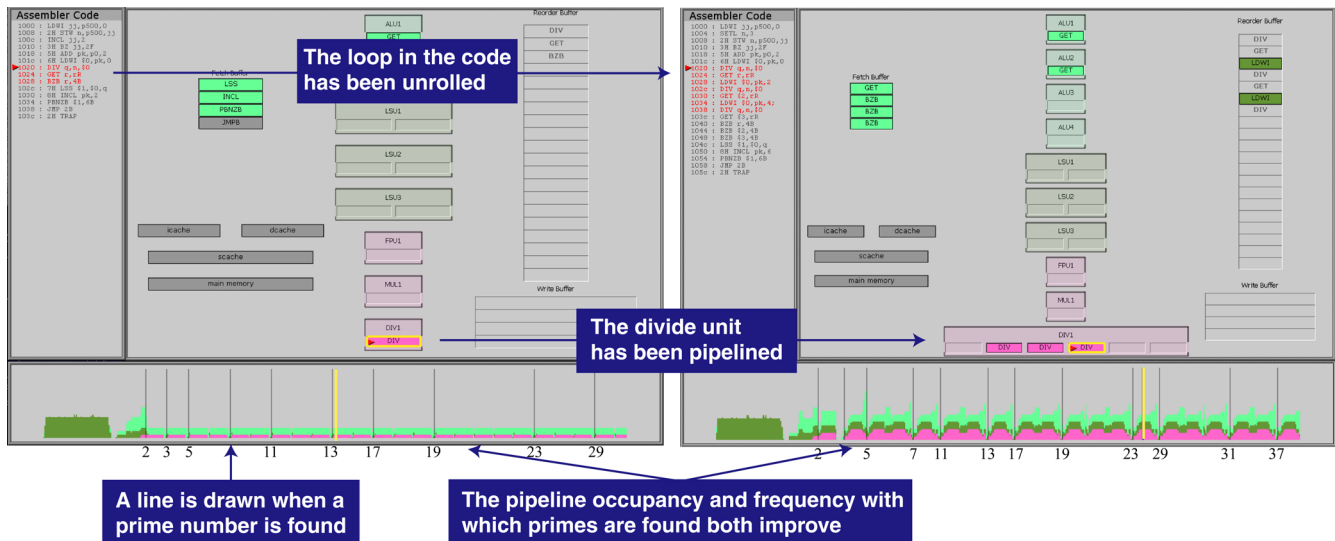 Assembler Code
1000 : LDWI jj,p500,0
1008 : 2H STW n,p500,jj
100c : INCL jj,2
1010 : 3H BZ jj,2F
1018 : 5H ADD pk,p0,2
101c : 6H LDWI $0,pk,0
1020 : DIV q,n,$0
1024 : GET r,rR
1028 : BZB r,4B
102c : 7H LSS $1,$0,q
1030 : 8H INCL pk,2
1034 : PBNZB $1,6B
1038 : JMP 2B
103c : 2H TRAP
The loop in the code
has been unrolled
Fetch Buffer
LSS
INCL
PBNZB
JMPB
ALU1
GET
LSU1
LSU2
LSU3
FPU1
MUL1
DIV1
DIV
icache
dcache
scache
main memory
Reorder Buffer
DIV
GET
BZB
Write Buffer
Assembler Code
1000 : LDWI jj,p500,0
1004 : SETL n,3
1008 : 2H STW n,p500,jj
1010 : 3H BZ jj,2F
1018 : 5H ADD pk,p0,2
101c : 6H LDWI $0,pk,0
1020 : DIV q,n,$0
1024 : GET r,rR
1028 : LDWI $0,pk,2
102c : DIV q,n,$0
1030 : GET $2,rR
1034 : LDWI $0,pk,4;
1038 : DIV q,n,$0
103c : GET $3,rR
1040 : BZB r,4B
1044 : BZB $2,4B
1048 : BZB $3,4B
104c : LSS $1,$0,q
1050 : 8H INCL pk,6
1054 : PBNZB $1,6B
1058 : JMP 2B
105c : 2H TRAP
Fetch Buffer
GET
BZB
BZB
BZB
ALU1
GET
ALU2
GET
ALU3
ALU4
LSU1
LSU2
LSU3
FPU1
MUL1
DIV1
DIV
DIV
DIV
icache
dcache
scache
main memory
Reorder Buffer
DIV
GET
LDWI
DIV
GET
LDWI
DIV
Write Buffer
The divide unit
has been pipelined
2 3 5 7 11 13 17 19 23 29
2 5 7 11 13 17 19 23 29 31 37
A line is drawn when a
prime number is found
The pipeline occupancy and frequency with
which primes are found both improve